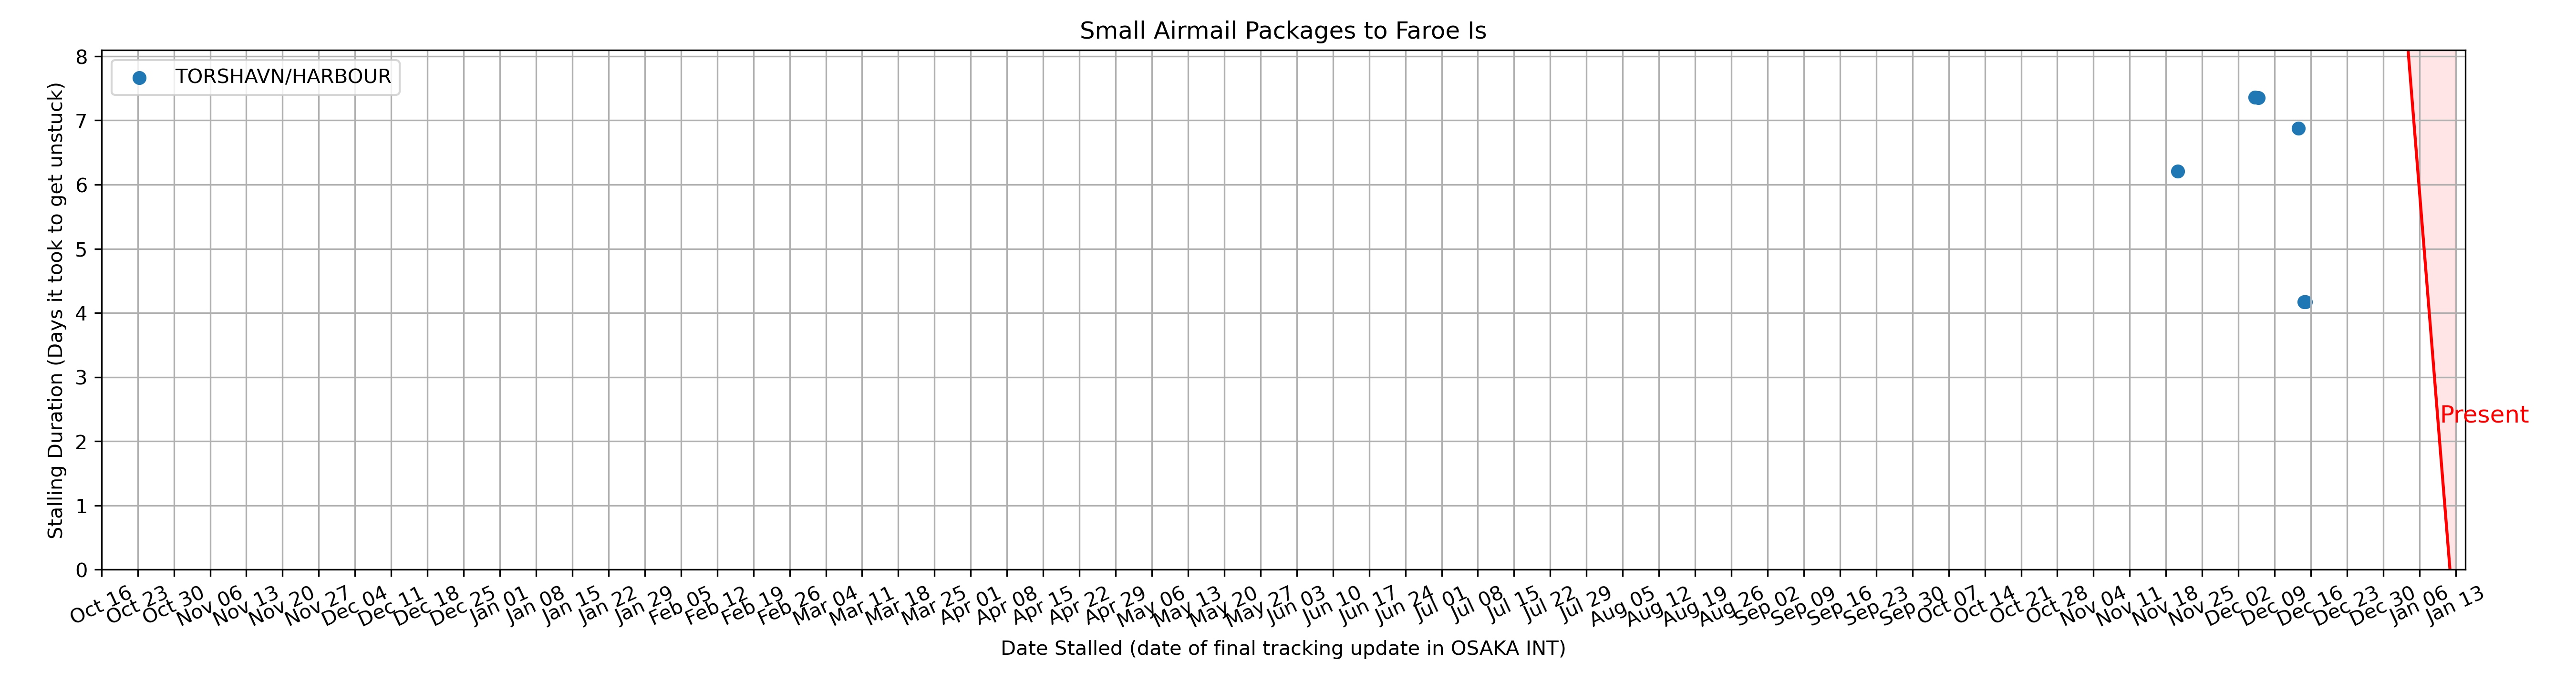 Small Airmail Packages to Faroe Is
TORSHAVN/HARBOUR
Stalling Duration (Days it took to get unstuck)
8
7
6
5
4
3
2
1
0
Present
Oct 16 Oct 23 Oct 30 Nov 06 Nov 13 Nov 20 Nov 27 Dec 04 Dec 11 Dec 18 Dec 25 Jan 01 Jan 08 Jan 15 Jan 22 Jan 29 Feb 05 Feb 12 Feb 19 Feb 26 Mar 04 Mar 11 Mar 18 Mar 25 Apr 01 Apr 08 Apr 15 Apr 22 Apr 29 May 06 May 13 May 20 May 27 Jun 03 Jun 10 Jun 17 Jun 24 Jul 01 Jul 08 Jul 15 Jul 22 Jul 29 Aug 05 Aug 12 Aug 19 Aug 26 Sep 02 Sep 09 Sep 16 Sep 23 Sep 30 Oct 07 Oct 14 Oct 21 Oct 28 Nov 04 Nov 11 Nov 18 Nov 25 Dec 02 Dec 09 Dec 16 Dec 23 Dec 30 Jan 06 Jan 13
Date Stalled (date of final tracking update in OSAKA INT)